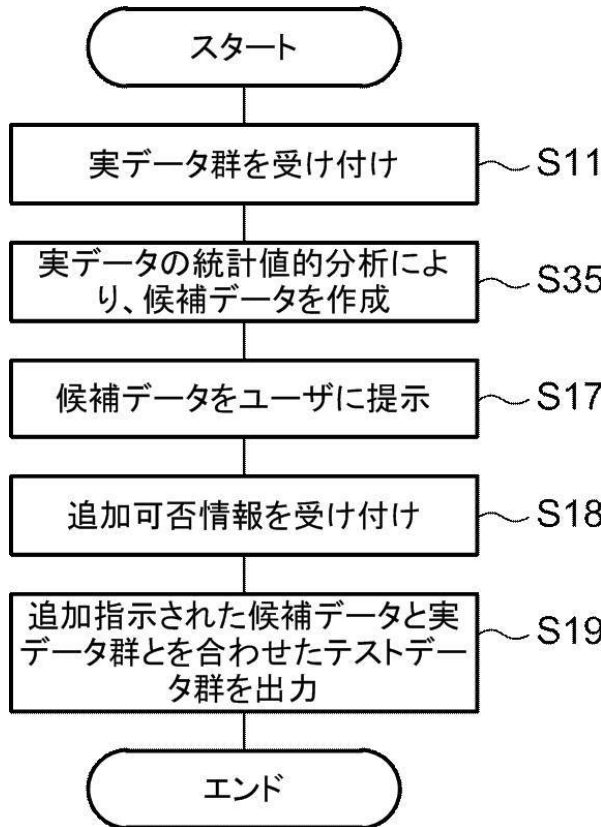 スタート
実データ群を受け付け
S11
実データの統計値的分析によ
り、候補データを作成
S35
候補データをユーザに提示
S17
追加可否情報を受け付け
S18
追加指示された候補データと実
データ群とを合わせたテストデー
タ群を出力
S19
エンド